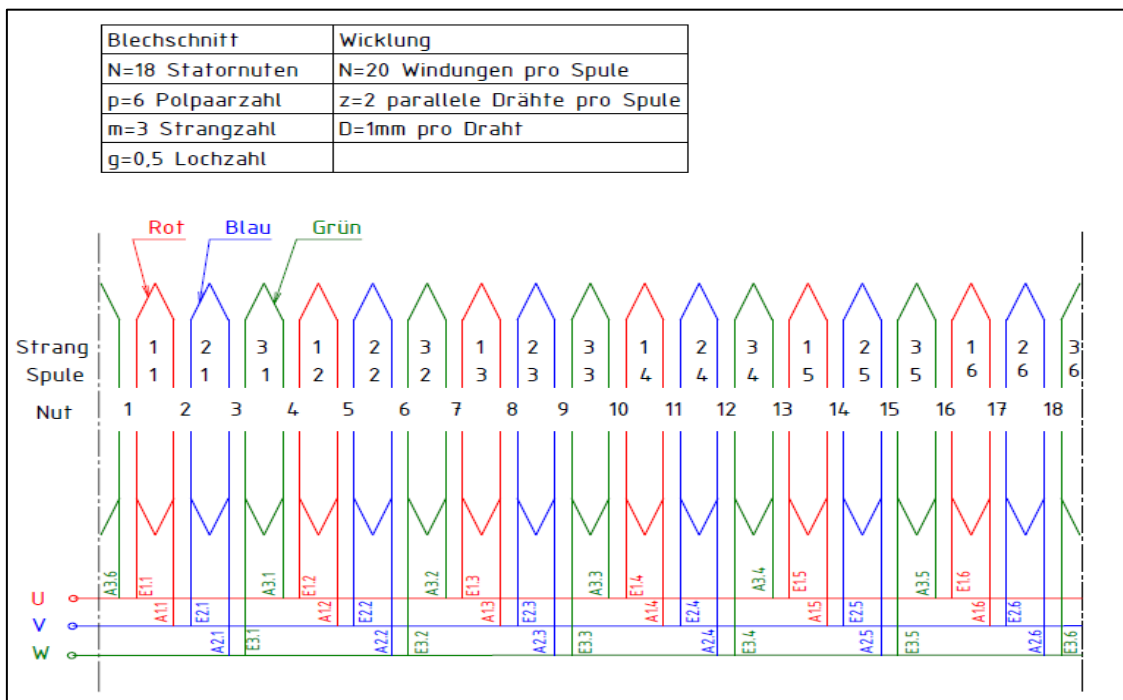 Blechschnitt Wicklung
N=18 Statornuten N=20 Windungen pro Spule
p=6 Polpaarzahl z=2 parallele Drähte pro Spule
m=3 Strangzahl D=1mm pro Draht
g=0,5 Lochzahl
Rot Blau Grün
Strang 1 2 3 1 2 3 1 2 3 1 2 3 1 2 3 1 2 3
Spule 1 1 1 2 2 2 3 3 3 4 4 4 5 5 5 6 6 6
Nut 1 2 3 4 5 6 7 8 9 10 11 12 13 14 15 16 17 18
A3.6 E1.1 A3.1 E1.2 A3.2 E1.3 A3.3 E1.4 A3.4 E1.5 A3.5 E1.6
U
A1.1 E2.1 A1.2 E2.2 A1.3 E2.3 A1.4 E2.4 A1.5 E2.5 A1.6 E2.6
V
A2.1 E3.1 A2.2 E3.2 A2.3 E3.3 A2.4 E3.4 A2.5 E3.5 A2.6 E3.6
W